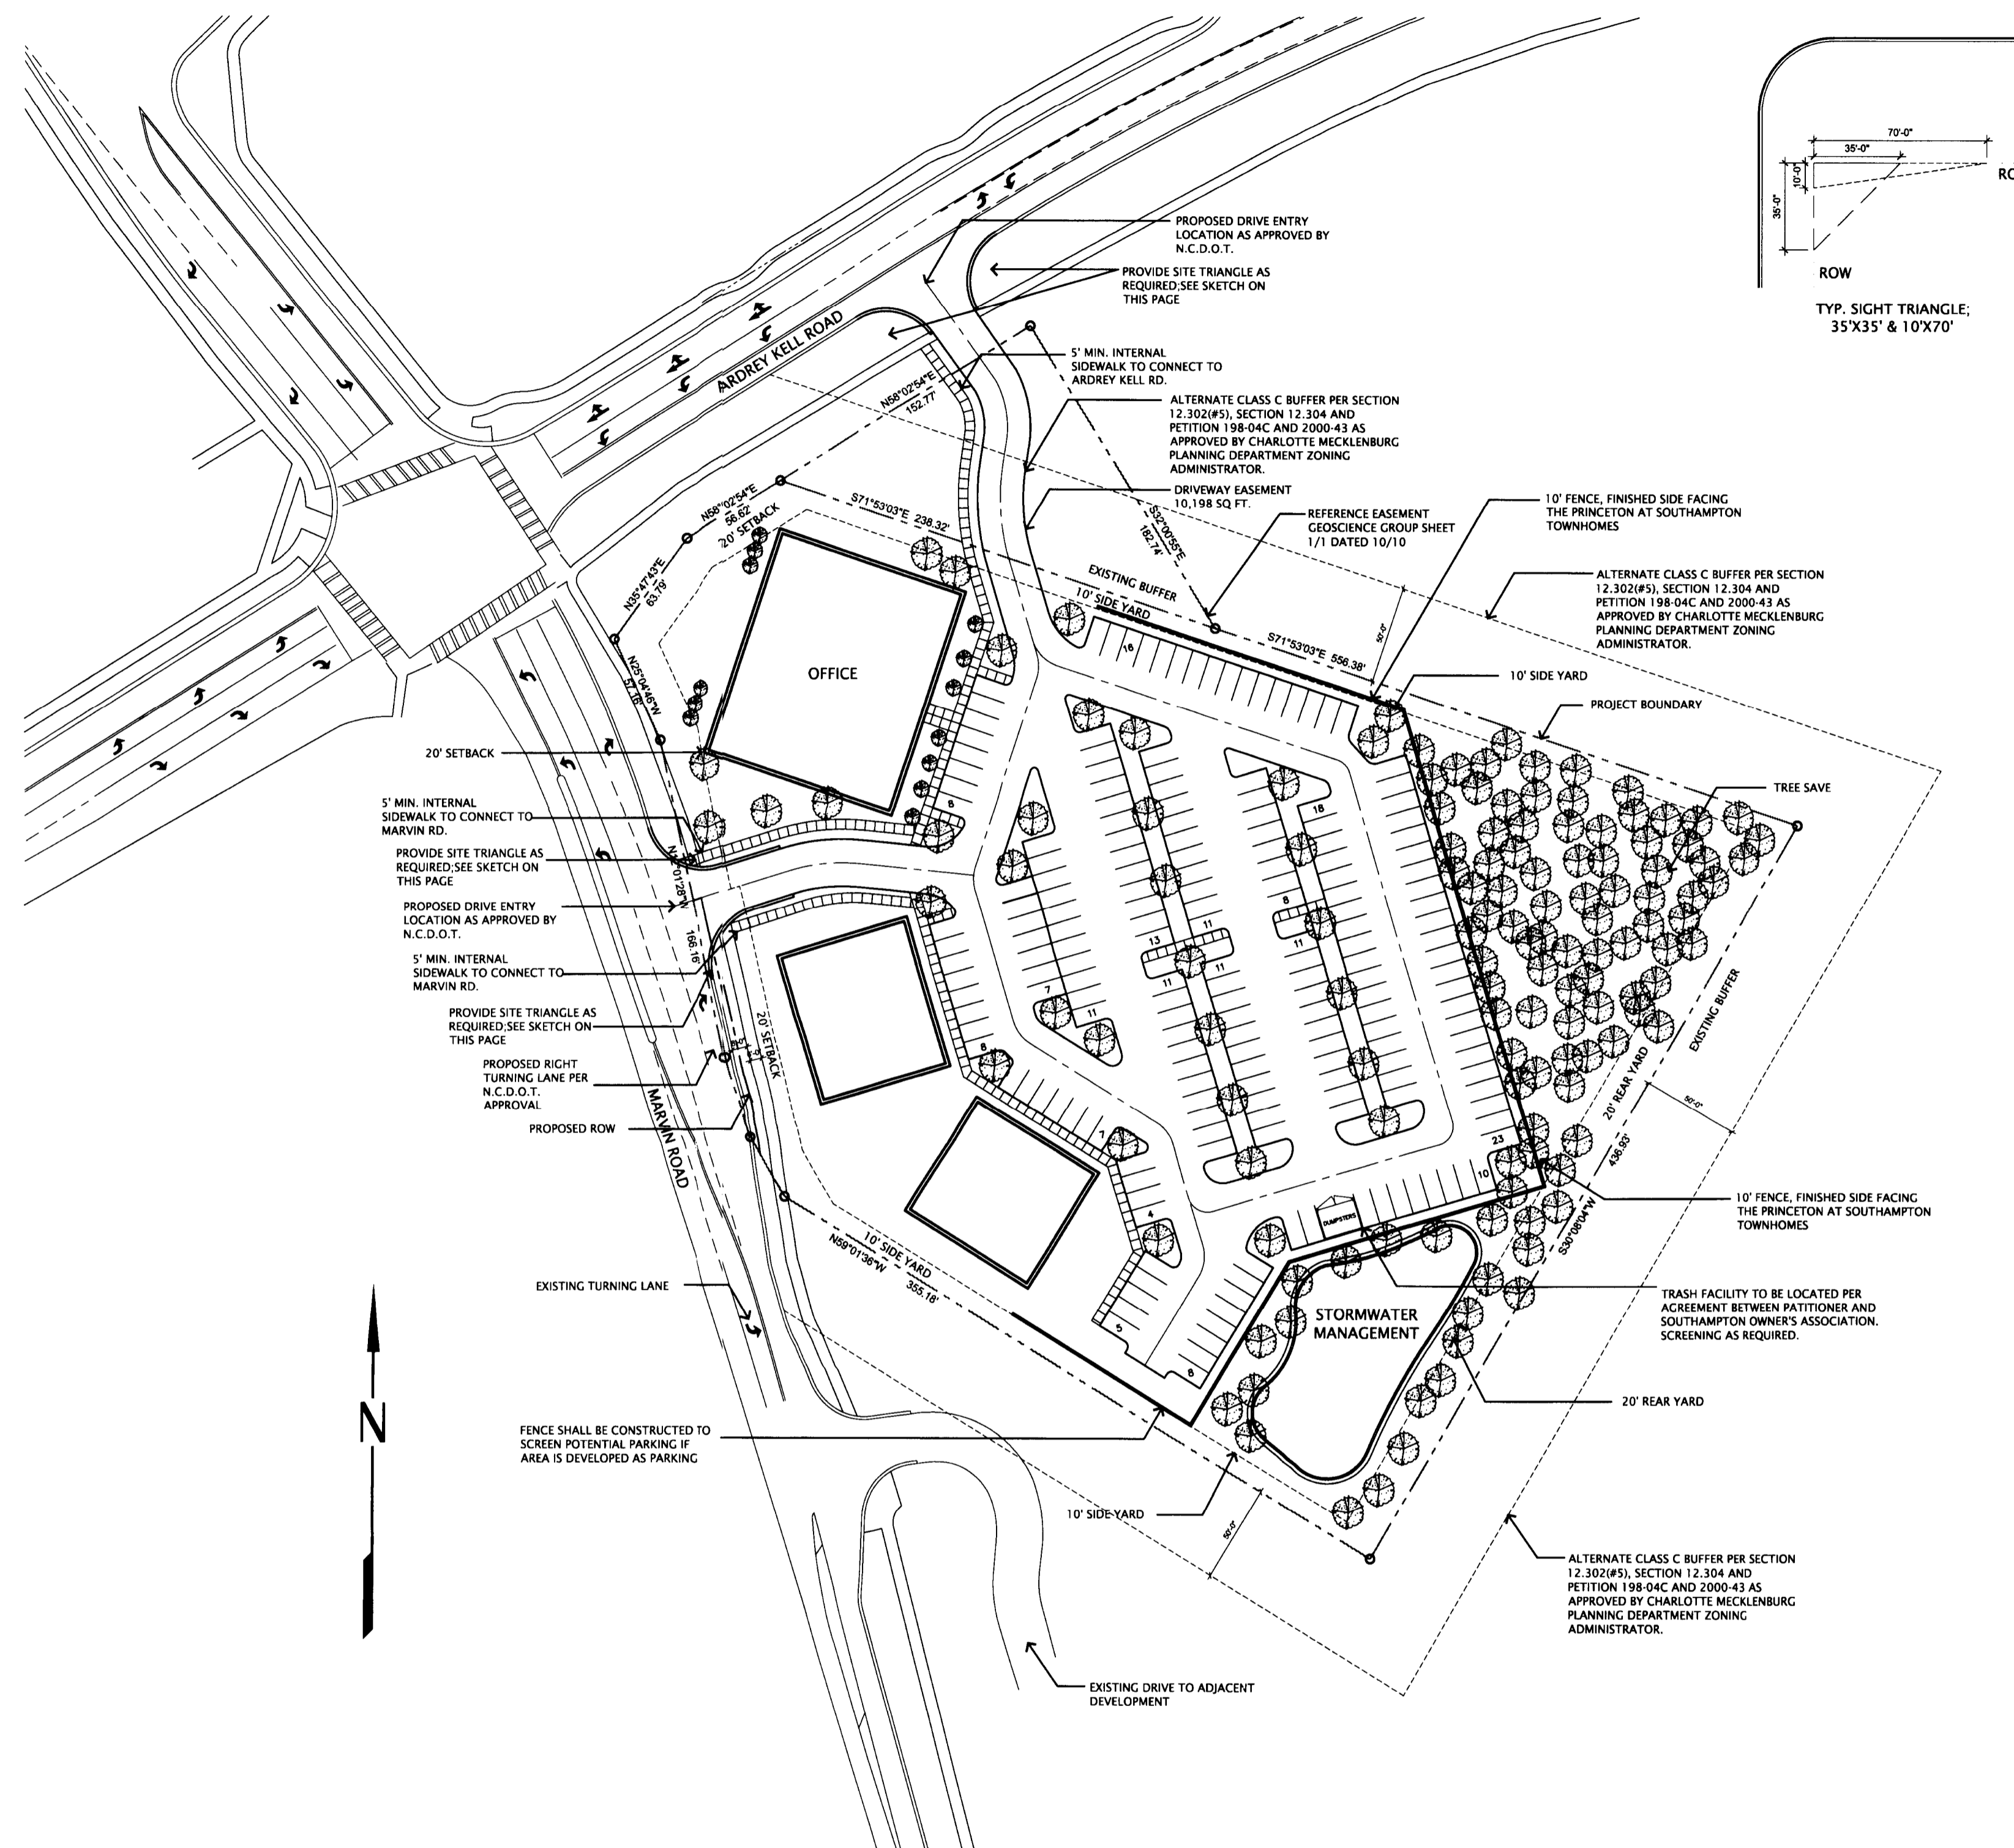 70'-0"
35'-0"
10'-0"
35'-0"
ROW
TYP. SIGHT TRIANGLE;
35'X35' & 10'X70'
PROPOSED DRIVE ENTRY
LOCATION AS APPROVED BY
N.C.D.O.T.
PROVIDE SITE TRIANGLE AS
REQUIRED;SEE SKETCH ON
THIS PAGE
ARDREY KELL ROAD
5' MIN. INTERNAL
SIDEWALK TO CONNECT TO
ARDREY KELL RD.
N58°02'54"E
152.77'
ALTERNATE CLASS C BUFFER PER SECTION
12.302(#5), SECTION 12.304 AND
PETITION 198-04C AND 2000-43 AS
APPROVED BY CHARLOTTE MECKLENBURG
PLANNING DEPARTMENT ZONING
ADMINISTRATOR.
DRIVEWAY EASEMENT
10,198 SQ FT.
REFERENCE EASEMENT
GEOSCIENCE GROUP SHEET
1/1 DATED 10/10
10' FENCE, FINISHED SIDE FACING
THE PRINCETON AT SOUTHAMPTON
TOWNHOMES
S32°00'55"E
182.74'
N58°02'54"E
56.62'
20' SETBACK
S71°53'03"E 238.32'
N35°47'43"E
63.79'
EXISTING BUFFER
10' SIDE YARD
ALTERNATE CLASS C BUFFER PER SECTION
12.302(#5), SECTION 12.304 AND
PETITION 198-04C AND 2000-43 AS
APPROVED BY CHARLOTTE MECKLENBURG
PLANNING DEPARTMENT ZONING
ADMINISTRATOR.
50'-0"
S71°53'03"E 556.38'
16
OFFICE
N25°04'46"W
57.16'
10' SIDE YARD
PROJECT BOUNDARY
20' SETBACK
TREE SAVE
5' MIN. INTERNAL
SIDEWALK TO CONNECT TO
MARVIN RD.
8
18
PROVIDE SITE TRIANGLE AS
REQUIRED;SEE SKETCH ON
THIS PAGE
PROPOSED DRIVE ENTRY
LOCATION AS APPROVED BY
N.C.D.O.T.
166.16'
8
11
13
11
11
11
5' MIN. INTERNAL
SIDEWALK TO CONNECT TO
MARVIN RD.
7
11
PROVIDE SITE TRIANGLE AS
REQUIRED;SEE SKETCH ON
THIS PAGE
20' SETBACK
EXISTING BUFFER
20' REAR YARD
50'-0"
8
PROPOSED RIGHT
TURNING LANE PER
N.C.D.O.T.
APPROVAL
PROPOSED ROW
MARVIN ROAD
7
23
10
436.93'
S30°08'04"W
10' FENCE, FINISHED SIDE FACING
THE PRINCETON AT SOUTHAMPTON
TOWNHOMES
4
DUMPSTERS
10' SIDE YARD
N59°01'36"W
355.18'
EXISTING TURNING LANE
TRASH FACILITY TO BE LOCATED PER
AGREEMENT BETWEEN PATITIONER AND
SOUTHAMPTON OWNER'S ASSOCIATION.
SCREENING AS REQUIRED.
STORMWATER
MANAGEMENT
5
8
20' REAR YARD
N
FENCE SHALL BE CONSTRUCTED TO
SCREEN POTENTIAL PARKING IF
AREA IS DEVELOPED AS PARKING
10' SIDE YARD
50'-0"
ALTERNATE CLASS C BUFFER PER SECTION
12.302(#5), SECTION 12.304 AND
PETITION 198-04C AND 2000-43 AS
APPROVED BY CHARLOTTE MECKLENBURG
PLANNING DEPARTMENT ZONING
ADMINISTRATOR.
EXISTING DRIVE TO ADJACENT
DEVELOPMENT